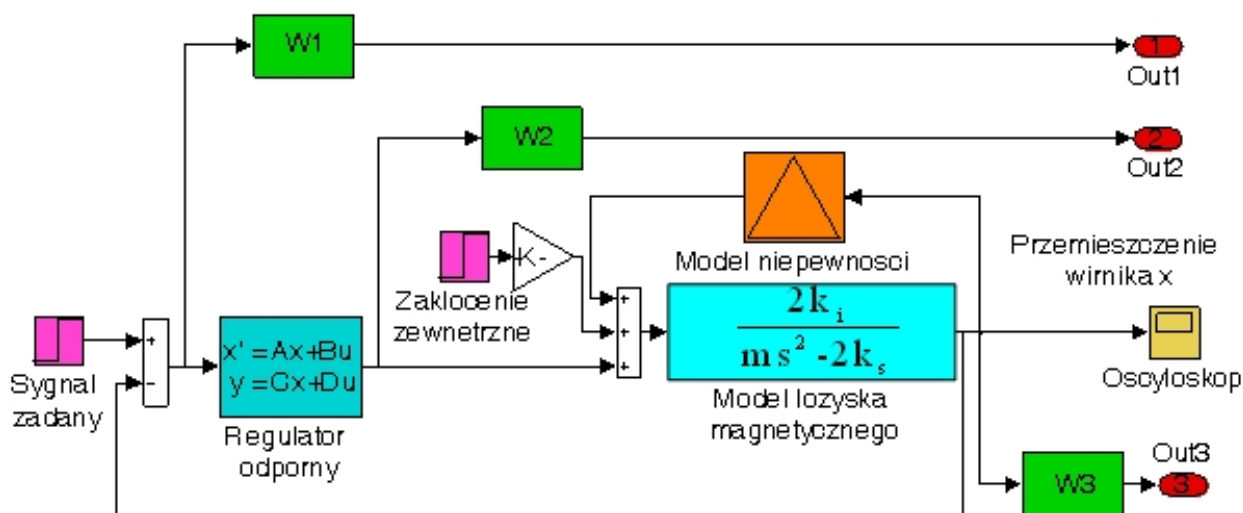 W1
1
Out1
W2
2
Out2
Model niepewnosci
Przemieszczenie
wirnika x
K-
Zaklocenie
zewnetrzne
+
+
+
2k_i
ms^2 -2k_s
Model lozyska
magnetycznego
Oscyloskop
Sygnal
zadany
+
-
x' =Ax+Bu
y =Cx+Du
Regulator
odporny
W3
Out3
3